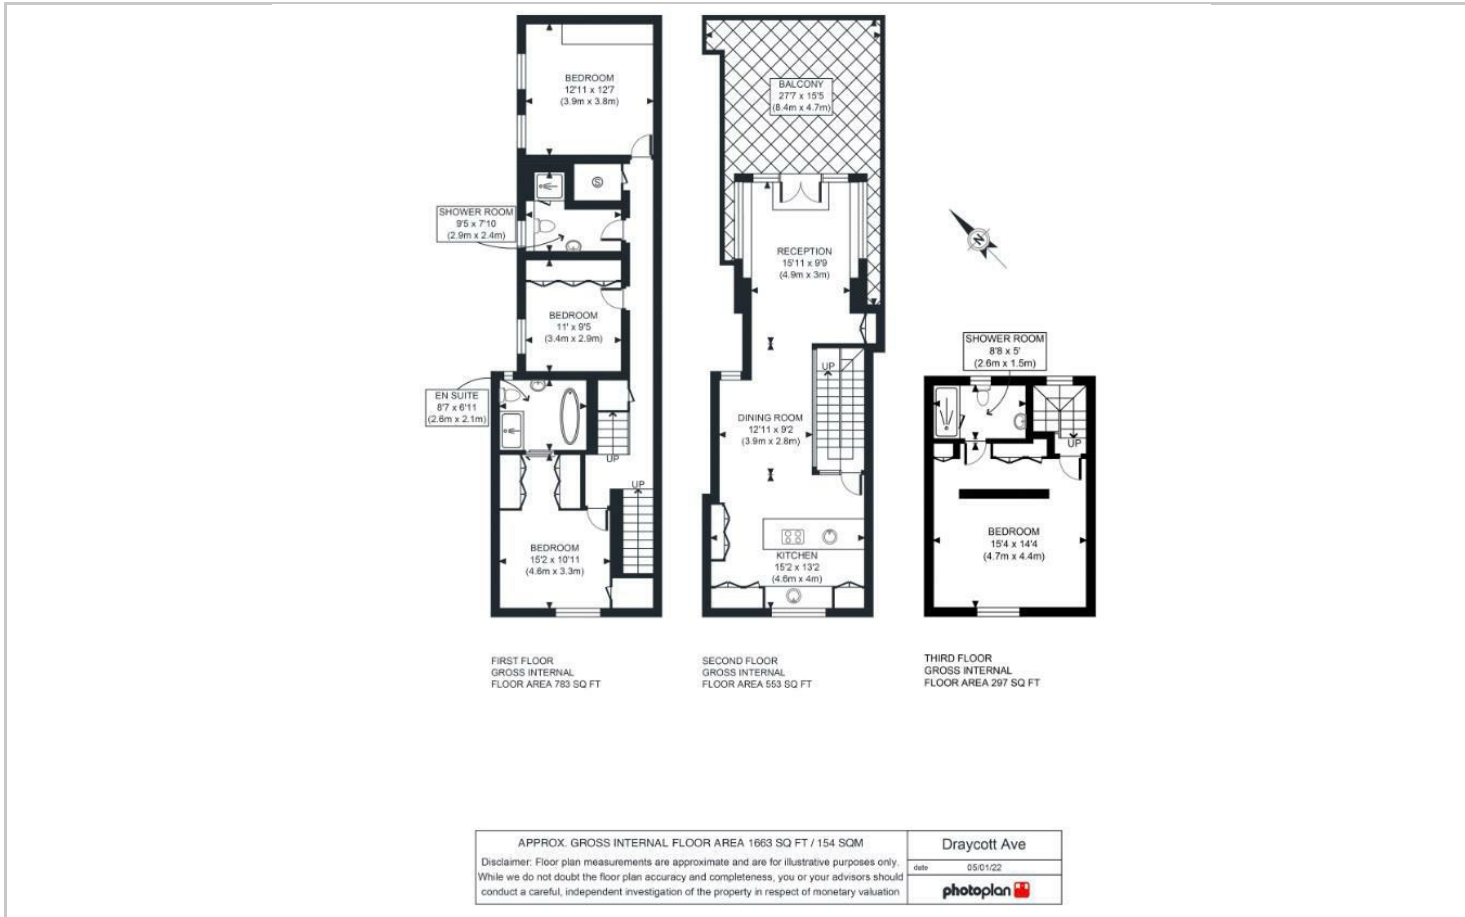 BEDROOM
12'11 x 12'7
(3.9m x 3.8m)
S
SHOWER ROOM
9'5 x 7'10
(2.9m x 2.4m)
BEDROOM
11' x 9'5
(3.4m x 2.9m)
EN SUITE
8'7 x 6'11
(2.6m x 2.1m)
UP
UP
BEDROOM
15'2 x 10'11
(4.6m x 3.3m)
FIRST FLOOR
GROSS INTERNAL
FLOOR AREA 783 SQ FT
BALCONY
27'7 x 15'5
(8.4m x 4.7m)
RECEPTION
15'11 x 9'9
(4.9m x 3m)
UP
DINING ROOM
12'11 x 9'2
(3.9m x 2.8m)
KITCHEN
15'2 x 13'2
(4.6m x 4m)
SECOND FLOOR
GROSS INTERNAL
FLOOR AREA 553 SQ FT
N
SHOWER ROOM
8'8 x 5'
(2.6m x 1.5m)
UP
BEDROOM
15'4 x 14'4
(4.7m x 4.4m)
THIRD FLOOR
GROSS INTERNAL
FLOOR AREA 297 SQ FT
APPROX. GROSS INTERNAL FLOOR AREA 1663 SQ FT / 154 SQM
Disclaimer: Floor plan measurements are approximate and are for illustrative purposes only.
While we do not doubt the floor plan accuracy and completeness, you or your advisors should
conduct a careful, independent investigation of the property in respect of monetary valuation
Draycott Ave
date 05/01/22
photoplan